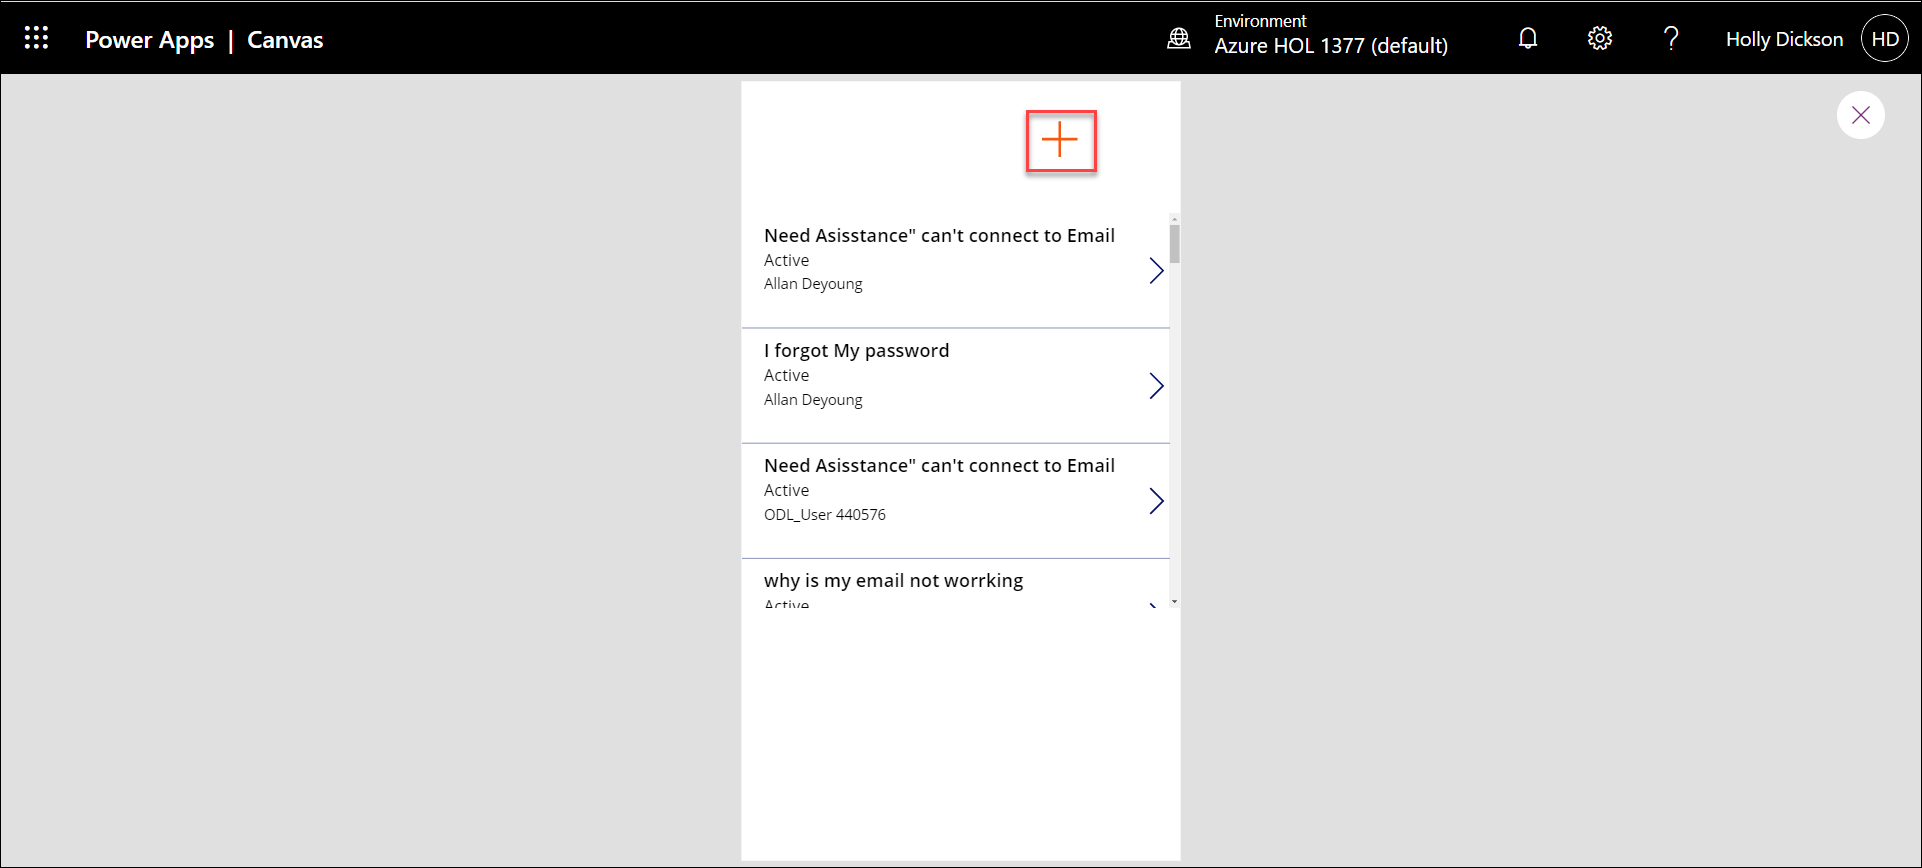 Power Apps | Canvas
Environment
Azure HOL 1377 (default)
?
Holly Dickson
HD
Need Asisstance" can't connect to Email
Active
Allan Deyoung
I forgot My password
Active
Allan Deyoung
Need Asisstance" can't connect to Email
Active
ODL_User 440576
why is my email not worrking
Active